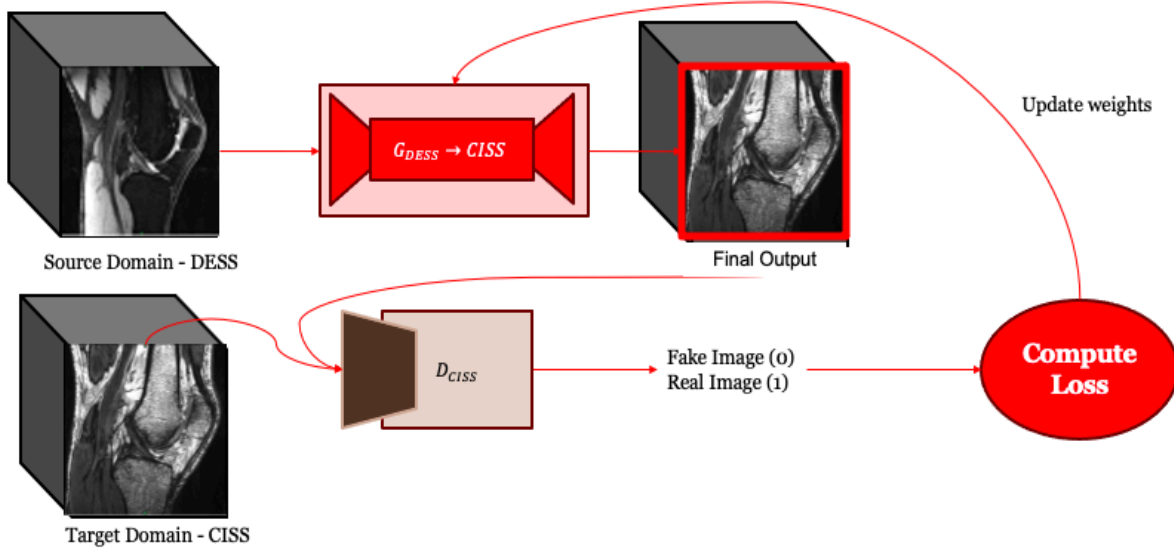 Update weights
G_DESS → CISS
Source Domain - DESS
Final Output
D_CISS
Fake Image (0)
Real Image (1)
Compute
Loss
Target Domain - CISS